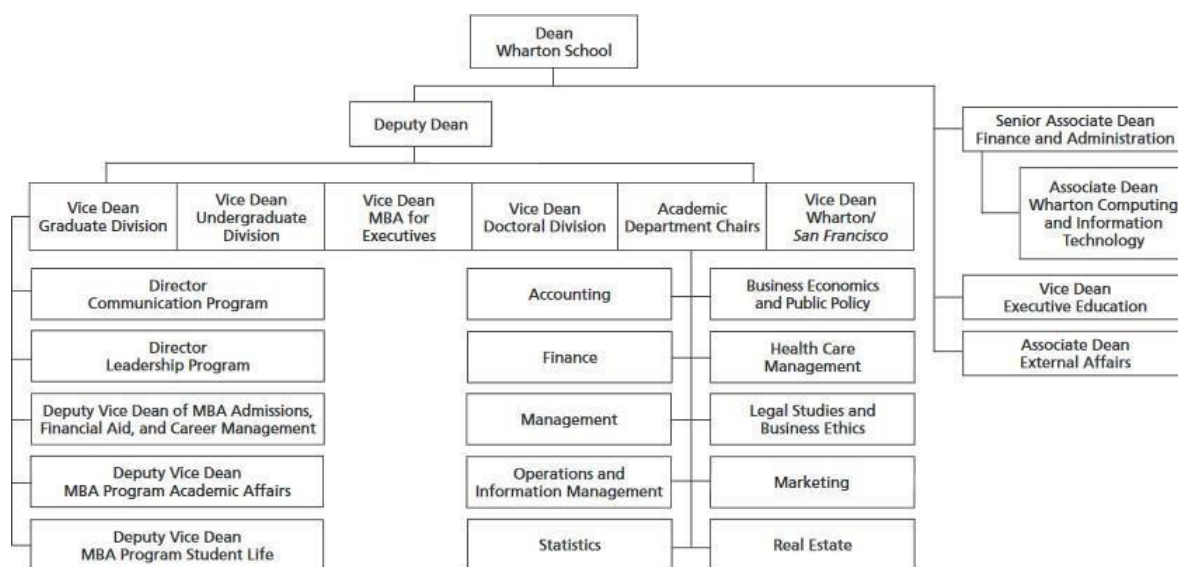 Dean
Wharton School
Deputy Dean
Senior Associate Dean
Finance and Administration
Associate Dean
Wharton Computing
and Information
Technology
Vice Dean
Executive Education
Associate Dean
External Affairs
Vice Dean
Graduate Division
Vice Dean
Undergraduate
Division
Vice Dean
MBA for
Executives
Vice Dean
Doctoral Division
Academic
Department Chairs
Vice Dean
Wharton/
San Francisco
Director
Communication Program
Director
Leadership Program
Deputy Vice Dean of MBA Admissions,
Financial Aid, and Career Management
Deputy Vice Dean
MBA Program Academic Affairs
Deputy Vice Dean
MBA Program Student Life
Accounting
Business Economics
and Public Policy
Finance
Health Care
Management
Management
Legal Studies and
Business Ethics
Operations and
Information Management
Marketing
Statistics
Real Estate